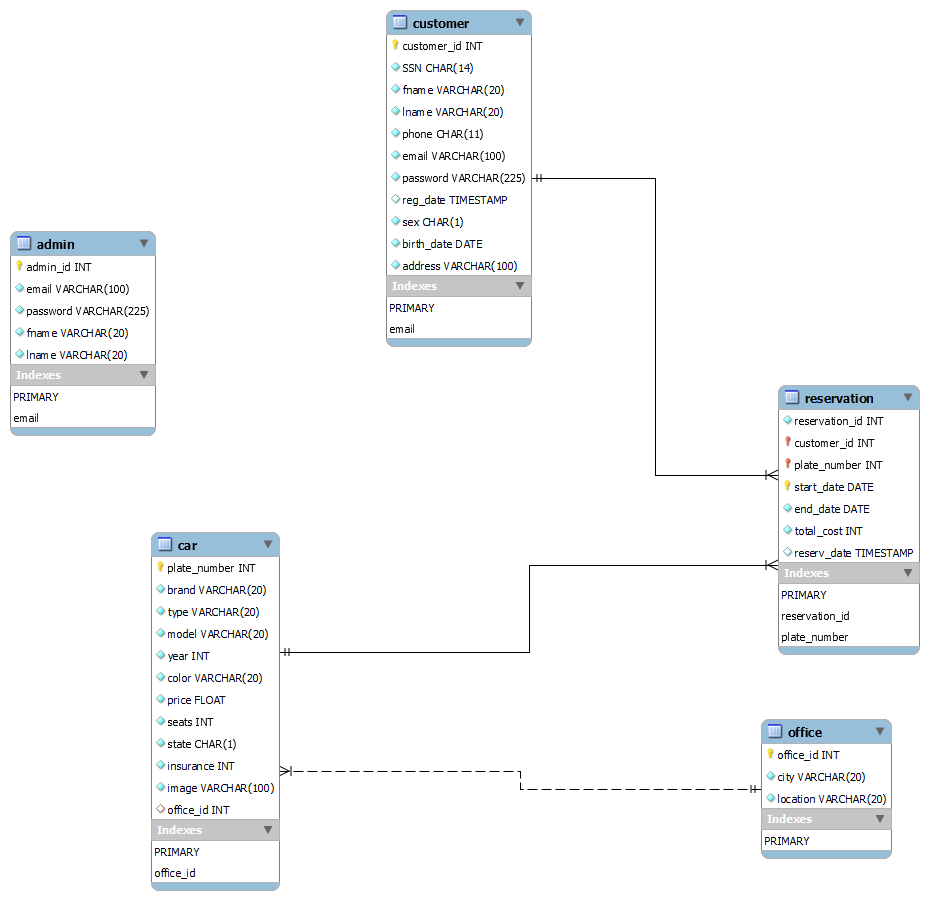 customer
customer_id INT
SSN CHAR(14)
fname VARCHAR(20)
lname VARCHAR(20)
phone CHAR(11)
email VARCHAR(100)
password VARCHAR(225)
reg_date TIMESTAMP
sex CHAR(1)
birth_date DATE
address VARCHAR(100)
Indexes
PRIMARY
email
admin
admin_id INT
email VARCHAR(100)
password VARCHAR(225)
fname VARCHAR(20)
lname VARCHAR(20)
Indexes
PRIMARY
email
reservation
reservation_id INT
customer_id INT
plate_number INT
start_date DATE
end_date DATE
total_cost INT
reserv_date TIMESTAMP
Indexes
PRIMARY
reservation_id
plate_number
car
plate_number INT
brand VARCHAR(20)
type VARCHAR(20)
model VARCHAR(20)
year INT
color VARCHAR(20)
price FLOAT
seats INT
state CHAR(1)
insurance INT
image VARCHAR(100)
office_id INT
Indexes
PRIMARY
office_id
office
office_id INT
city VARCHAR(20)
location VARCHAR(20)
Indexes
PRIMARY